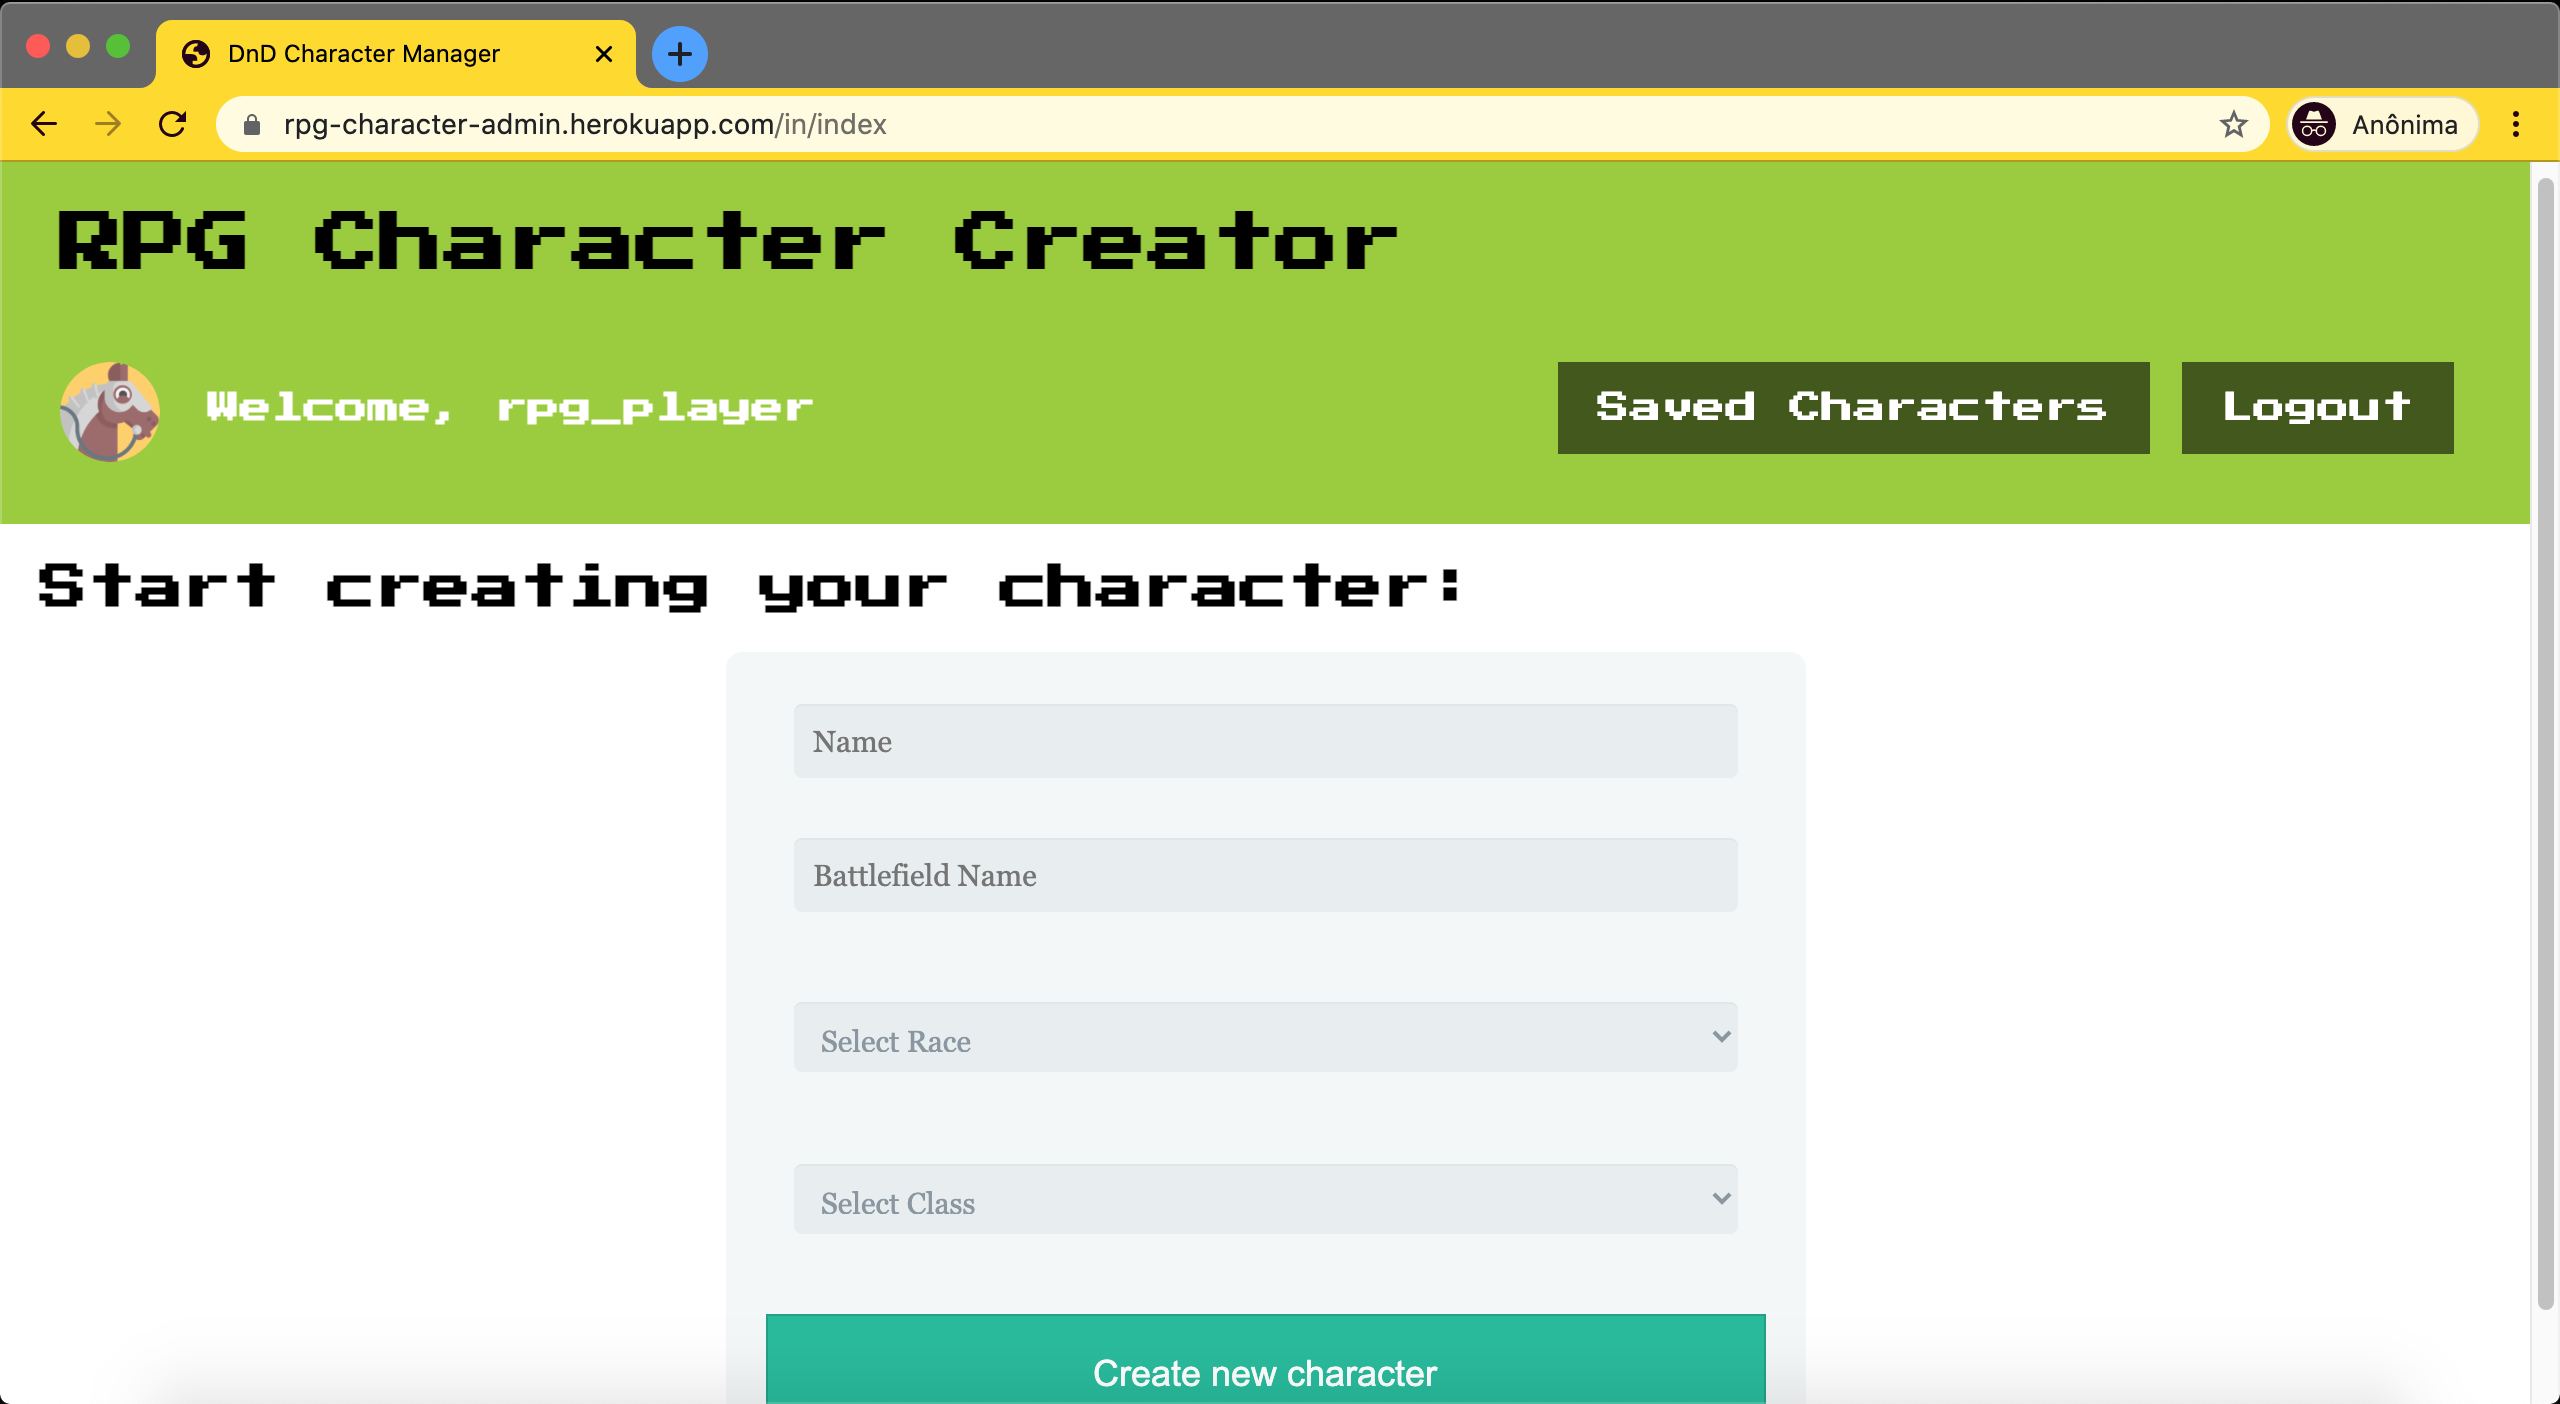 DnD Character Manager
rpg-character-admin.herokuapp.com/in/index
Anônima
RPG Character Creator
Welcome, rpg_player
Saved Characters
Logout
Start creating your character:
Name
Battlefield Name
Select Race
Select Class
Create new character